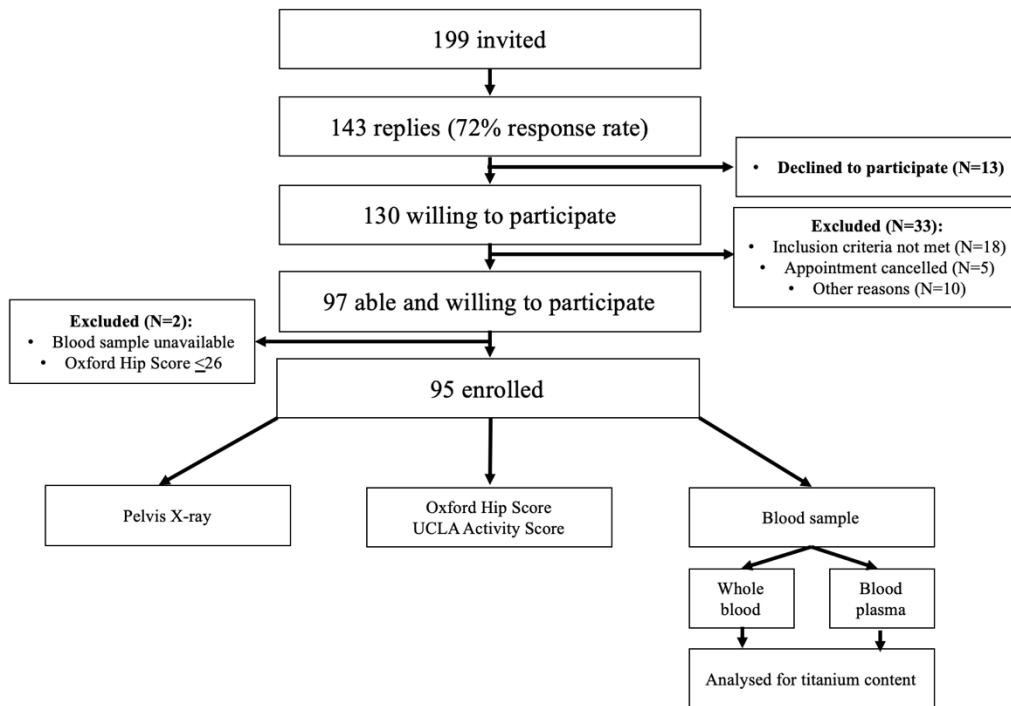 199 invited
143 replies (72% response rate)
• Declined to participate (N=13)
130 willing to participate
Excluded (N=33):
• Inclusion criteria not met (N=18)
• Appointment cancelled (N=5)
• Other reasons (N=10)
97 able and willing to participate
Excluded (N=2):
• Blood sample unavailable
• Oxford Hip Score ≤26
95 enrolled
Pelvis X-ray
Oxford Hip Score
UCLA Activity Score
Blood sample
Whole
blood
Blood
plasma
Analysed for titanium content